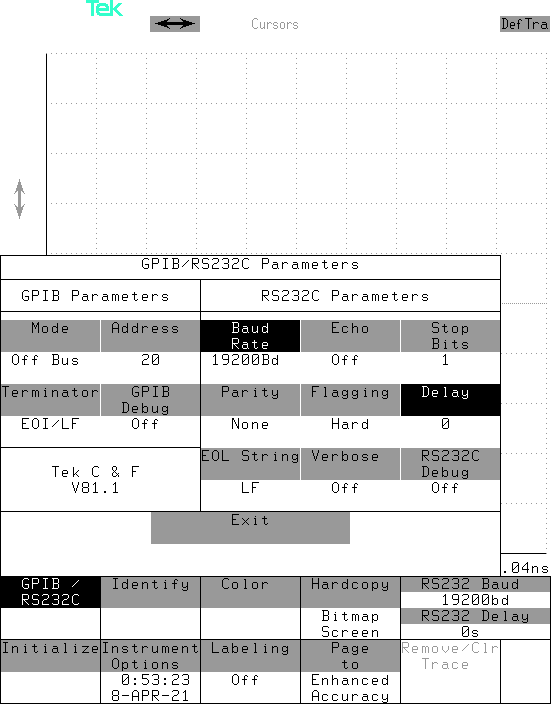 Tek
Cursors
DefTra
GPIB/RS232C Parameters
GPIB Parameters
RS232C Parameters
Mode
Address
Baud
Rate
Echo
Stop
Bits
Off Bus
20
19200Bd
Off
1
Terminator
GPIB
Debug
Parity
Flagging
Delay
EOI/LF
Off
None
Hard
0
Tek C & F
V81.1
EOL String
Verbose
RS232C
Debug
LF
Off
Off
Exit
.04ns
GPIB /
RS232C
Identify
Color
Hardcopy
Bitmap
Screen
RS232 Baud
19200bd
RS232 Delay
0s
Initialize
Instrument
Options
0:53:23
8-APR-21
Labeling
Off
Page
to
Enhanced
Accuracy
Remove/Clr
Trace